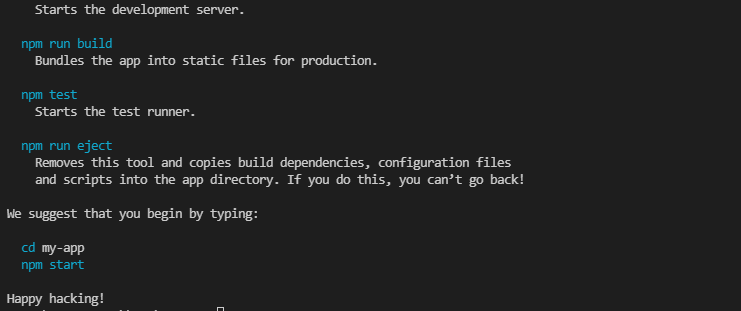 Starts the development server.
npm run build
Bundles the app into static files for production.
npm test
Starts the test runner.
npm run eject
Removes this tool and copies build dependencies, configuration files
and scripts into the app directory. If you do this, you can’t go back!
We suggest that you begin by typing:
cd my-app
npm start
Happy hacking!